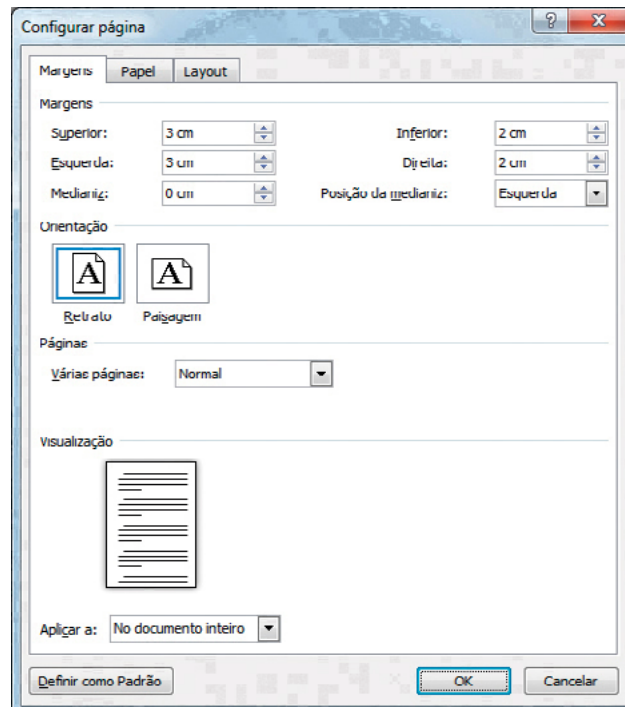 Configurar página
Margens Papel Layout
Margens
Superior: 3 cm Inferior: 2 cm
Esquerda: 3 cm Direita: 2 cm
Medianiz: 0 cm Posição da medianiz: Esquerda
Orientação
A A
Retrato Paisagem
Páginas
Várias páginas: Normal
Visualização
Aplicar a: No documento inteiro
Definir como Padrão OK Cancelar